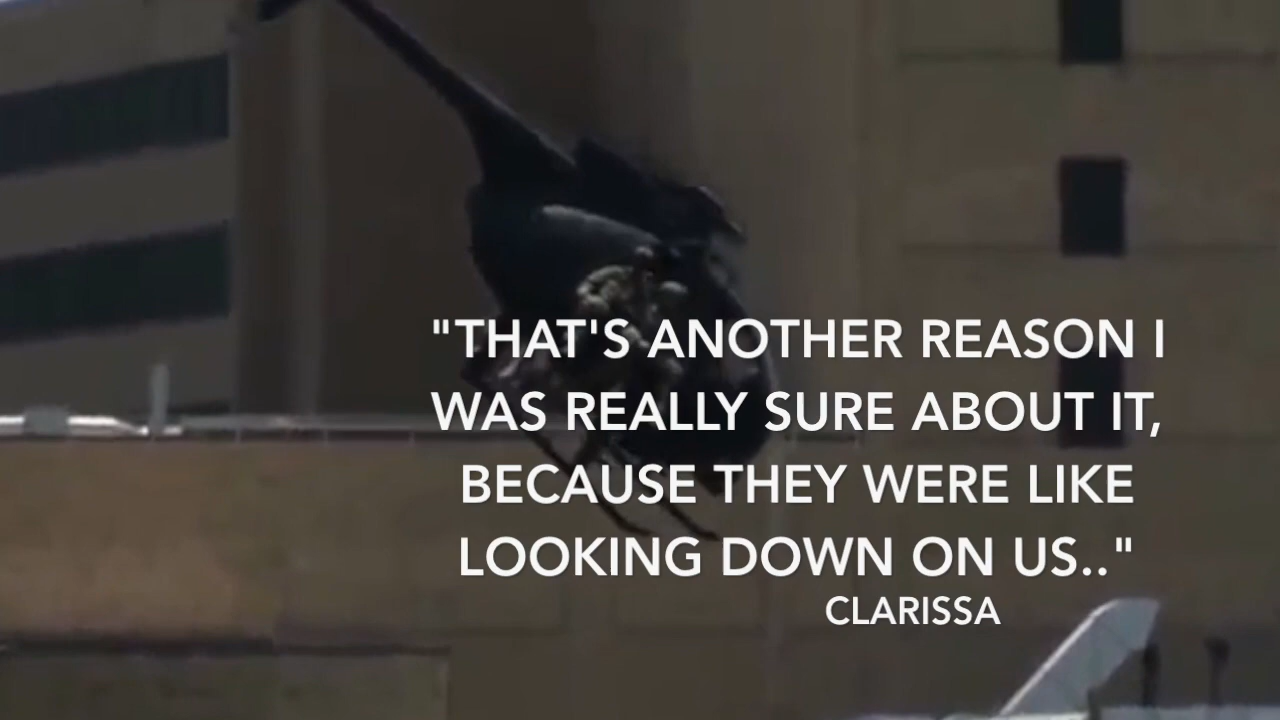 "THAT'S ANOTHER REASON I
WAS REALLY SURE ABOUT IT,
BECAUSE THEY WERE LIKE
LOOKING DOWN ON US.."
CLARISSA